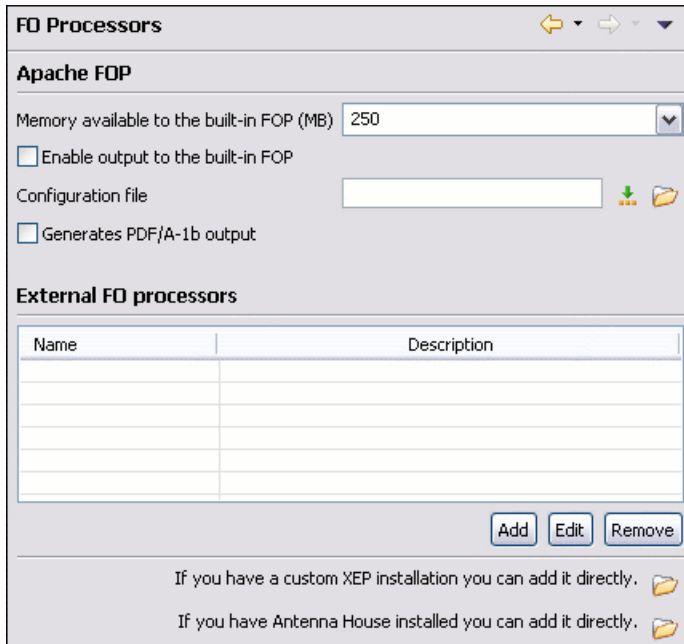 FO Processors
Apache FOP
Memory available to the built-in FOP (MB) 250
Enable output to the built-in FOP
Configuration file
Generates PDF/A-1b output
External FO processors
Name Description
Add Edit Remove
If you have a custom XEP installation you can add it directly.
If you have Antenna House installed you can add it directly.